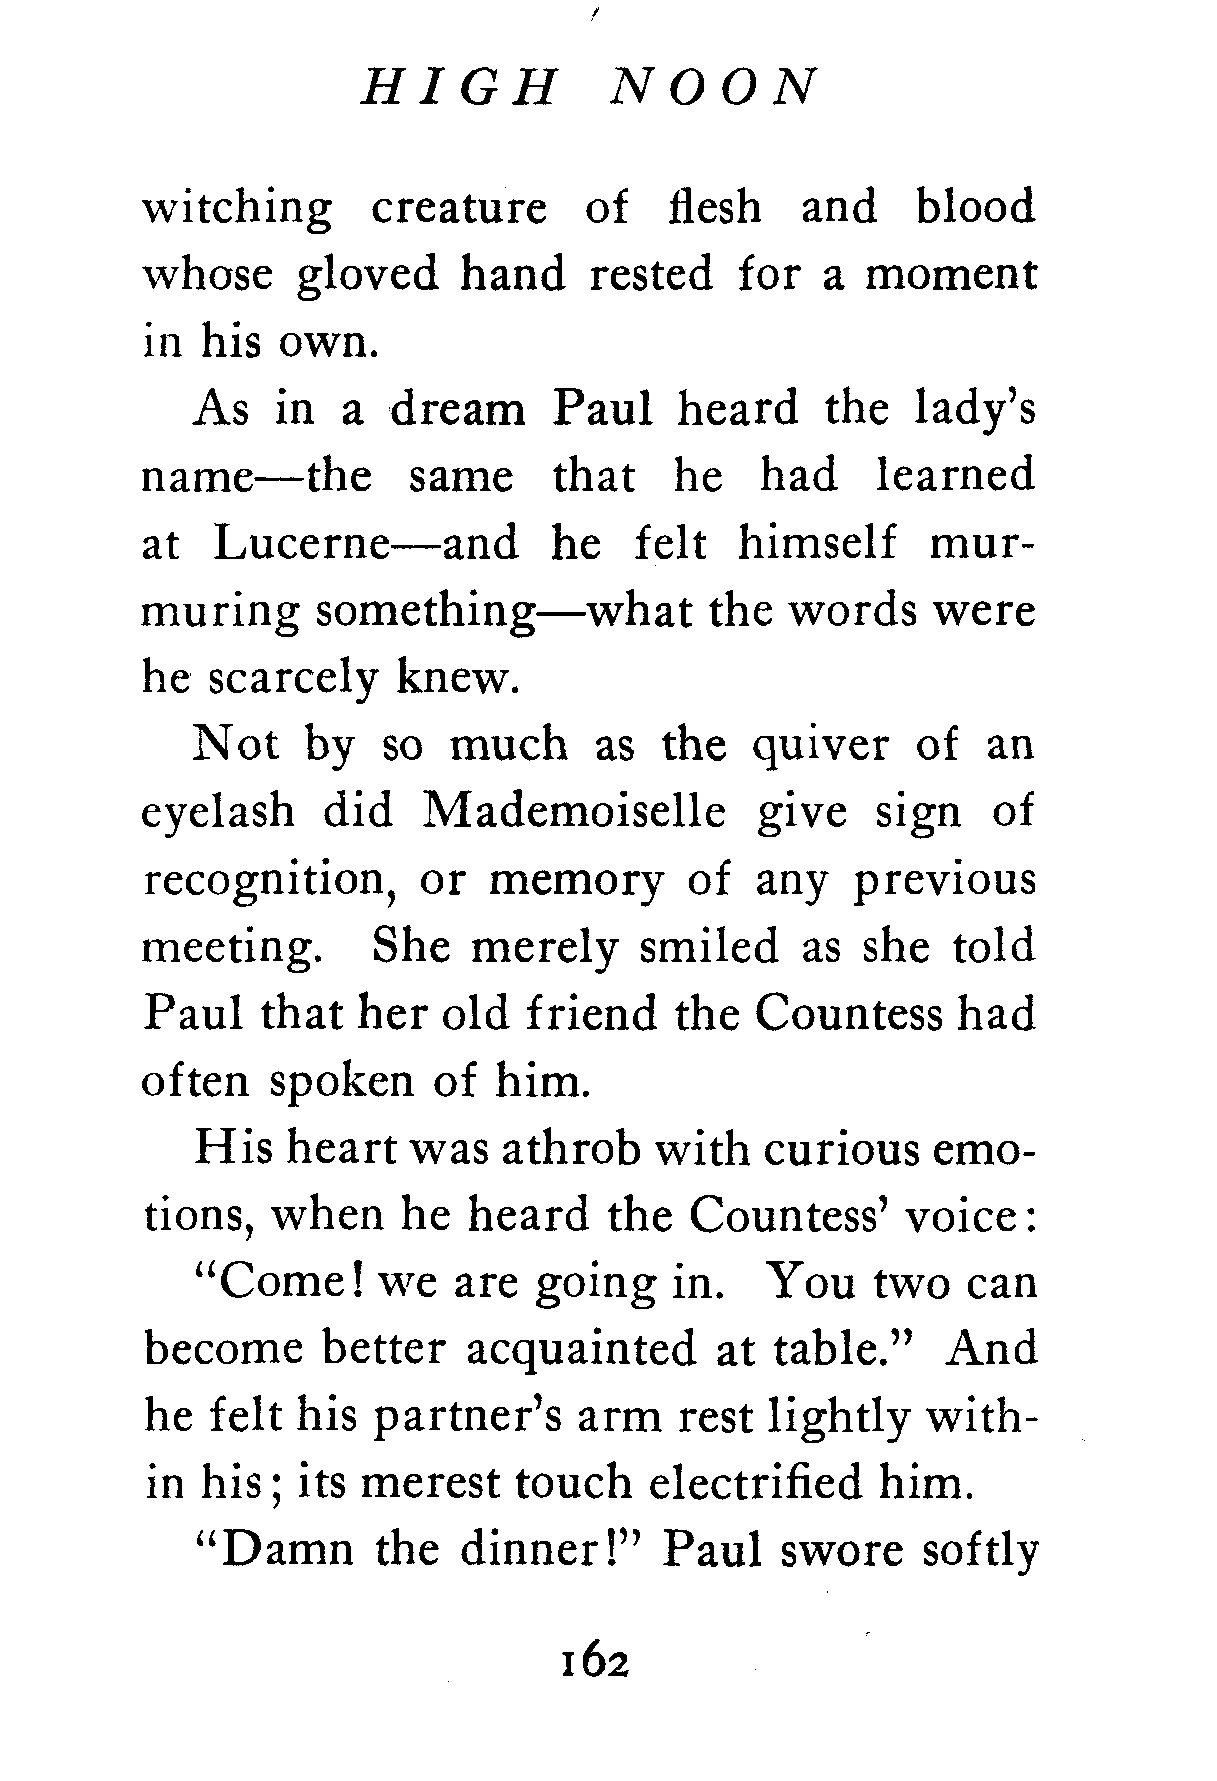 HIGH NOON
witching creature of flesh and blood
whose gloved hand rested for a moment
in his own.
As in a dream Paul heard the lady's
name—the same that he had learned
at Lucerne—and he felt himself mur-
muring something—what the words were
he scarcely knew.
Not by so much as the quiver of an
eyelash did Mademoiselle give sign of
recognition, or memory of any previous
meeting. She merely smiled as she told
Paul that her old friend the Countess had
often spoken of him.
His heart was athrob with curious emo-
tions, when he heard the Countess' voice:
"Come! we are going in. You two can
become better acquainted at table." And
he felt his partner's arm rest lightly with-
in his; its merest touch electrified him.
"Damn the dinner!" Paul swore softly
162